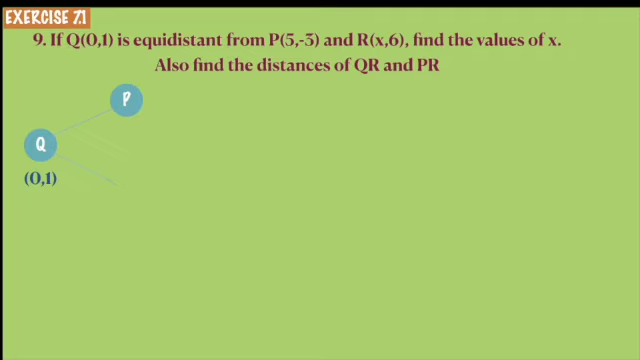 EXERCISE 7.1
9. If Q(0,1) is equidistant from P(5,-3) and R(x,6), find the values of x.
Also find the distances of QR and PR
P
Q
(0,1)